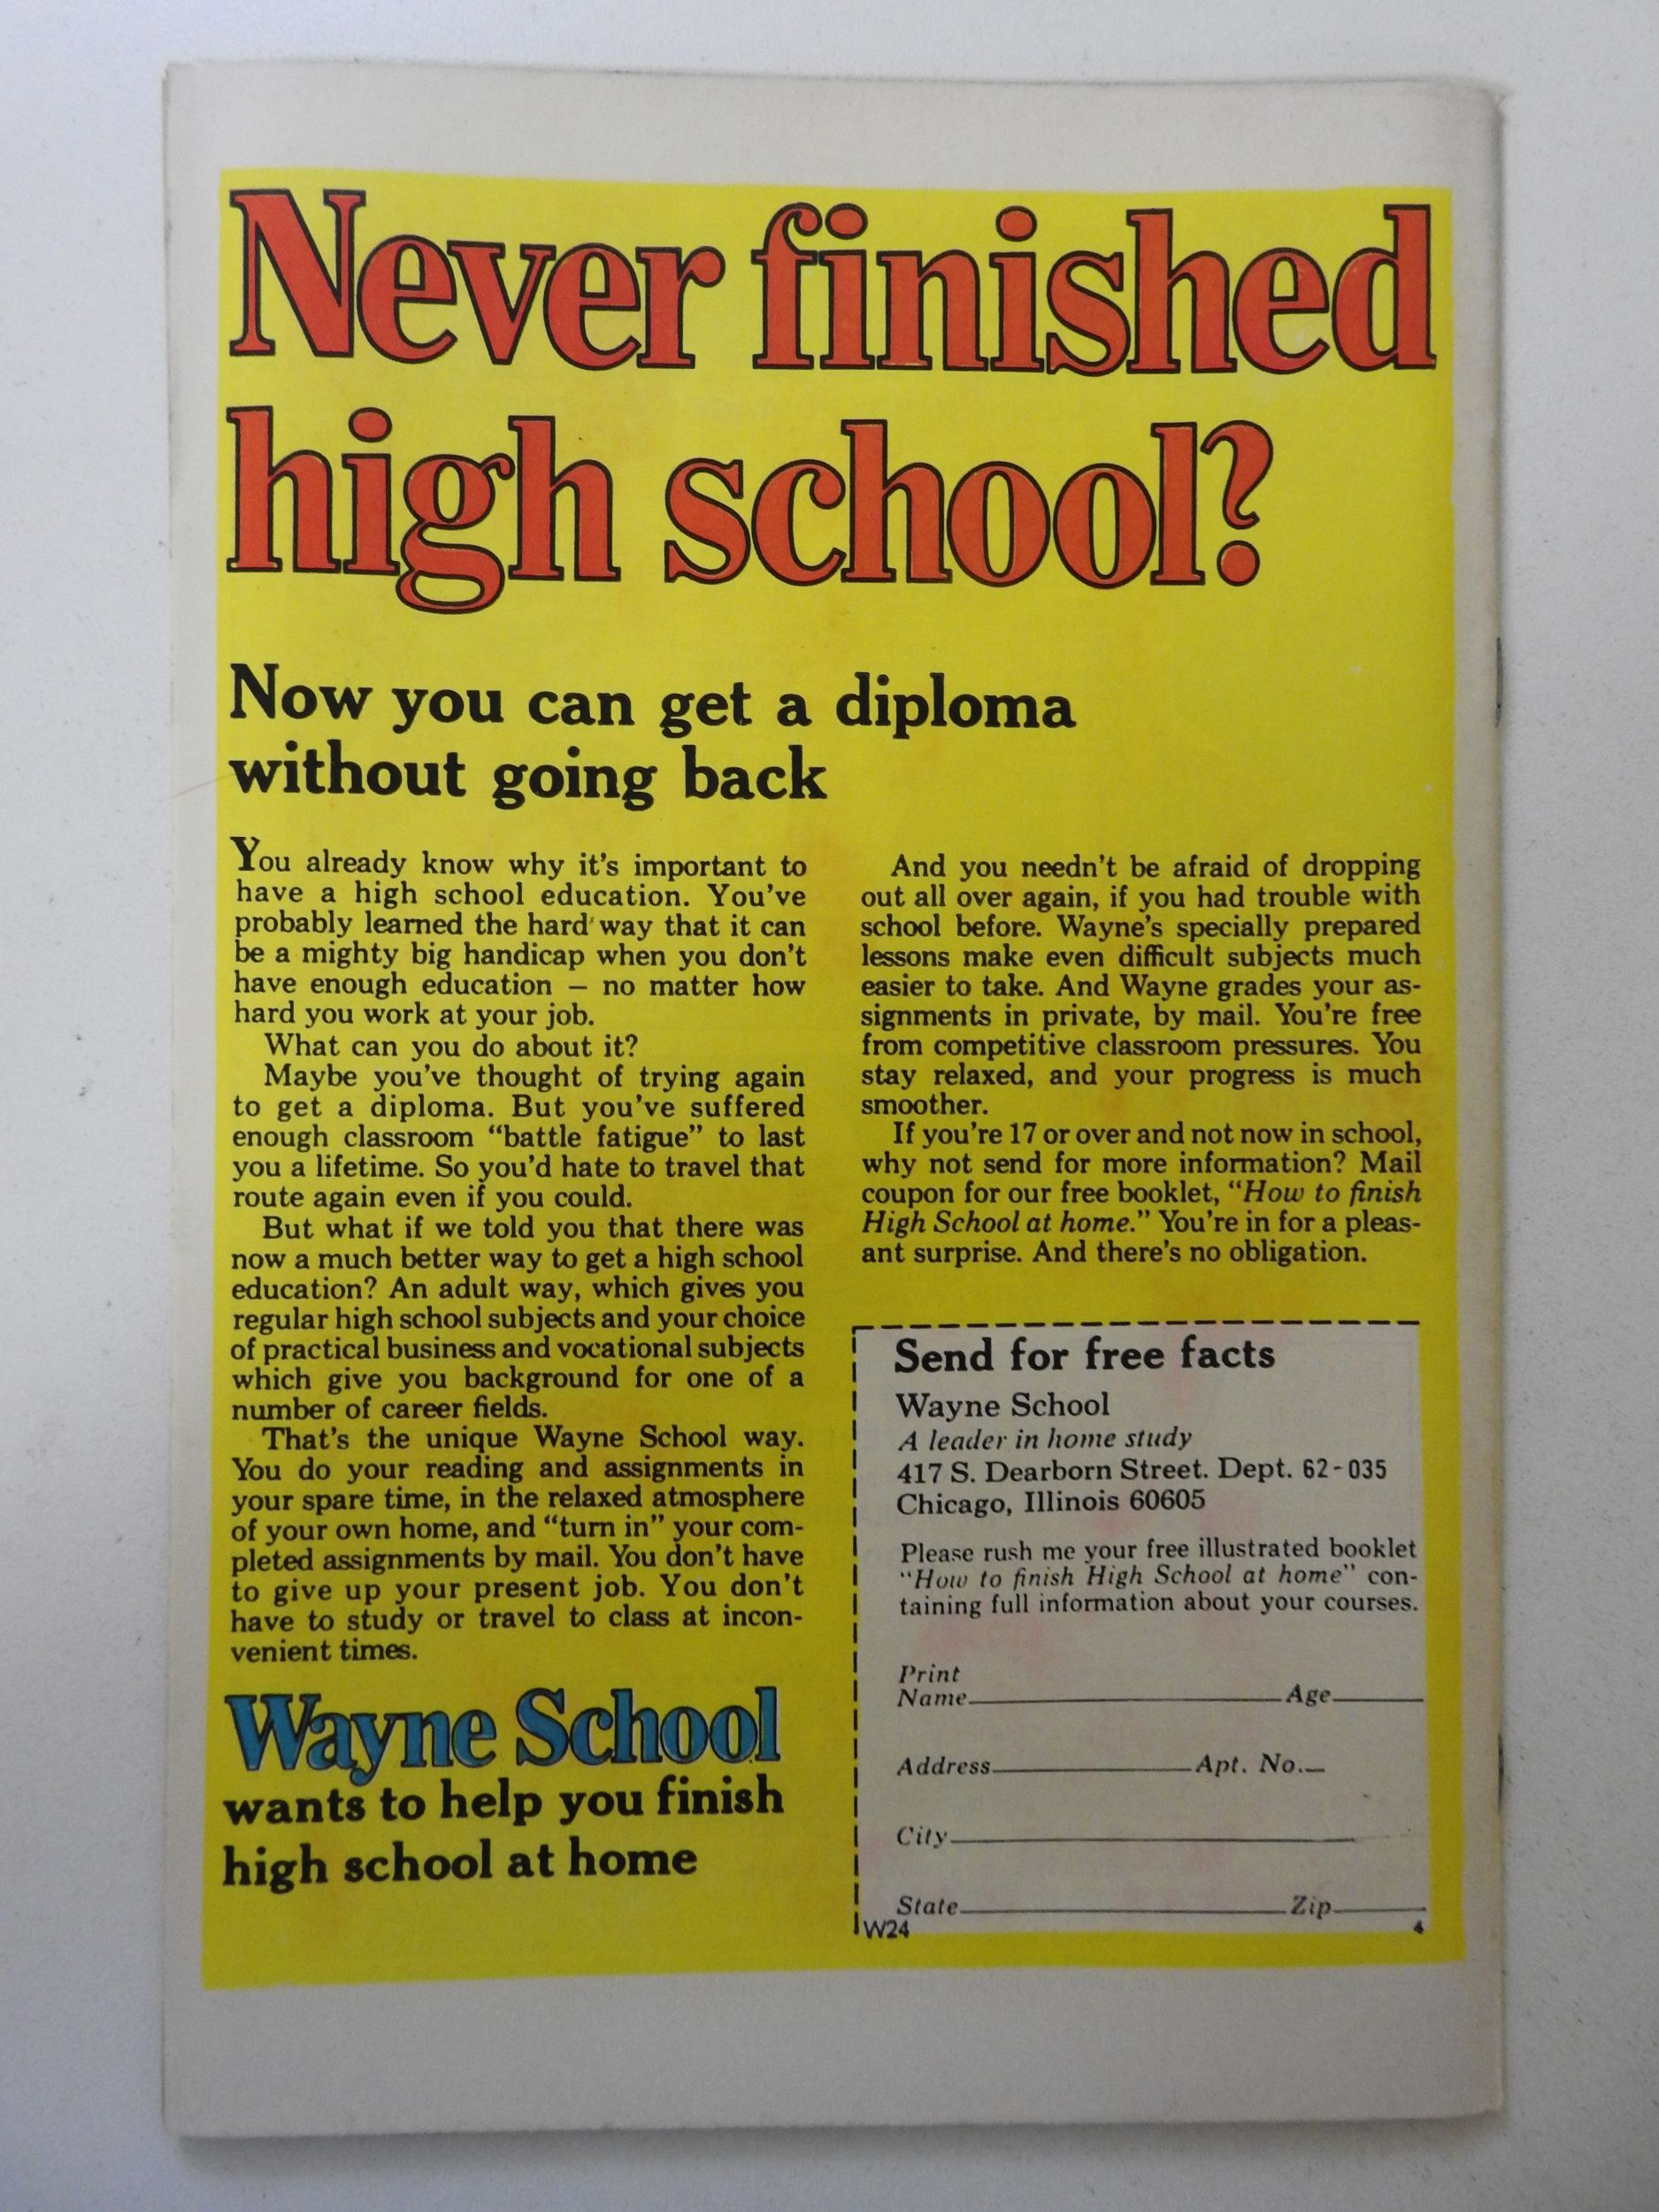 Never finished
high school?
Now you can get a diploma
without going back
You already know why it's important to
have a high school education. You've
probably learned the hard way that it can
be a mighty big handicap when you don't
have enough education – no matter how
hard you work at your job.
What can you do about it?
Maybe you've thought of trying again
to get a diploma. But you've suffered
enough classroom “battle fatigue” to last
you a lifetime. So you'd hate to travel that
route again even if you could.
But what if we told you that there was
now a much better way to get a high school
education? An adult way, which gives you
regular high school subjects and your choice
of practical business and vocational subjects
which give you background for one of a
number of career fields.
That's the unique Wayne School way.
You do your reading and assignments in
your spare time, in the relaxed atmosphere
of your own home, and “turn in” your com-
pleted assignments by mail. You don't have
to give up your present job. You don't
have to study or travel to class at incon-
venient times.
Wayne School
wants to help you finish
high school at home
And you needn't be afraid of dropping
out all over again, if you had trouble with
school before. Wayne's specially prepared
lessons make even difficult subjects much
easier to take. And Wayne grades your as-
signments in private, by mail. You're free
from competitive classroom pressures. You
stay relaxed, and your progress is much
smoother.
If you're 17 or over and not now in school,
why not send for more information? Mail
coupon for our free booklet, “How to finish
High School at home.” You're in for a pleas-
ant surprise. And there's no obligation.
Send for free facts
Wayne School
A leader in home study
417 S. Dearborn Street. Dept. 62-035
Chicago, Illinois 60605
Please rush me your free illustrated booklet
“How to finish High School at home” con-
taining full information about your courses.
Print
Name Age
Address Apt. No.
City
State Zip
W24 4